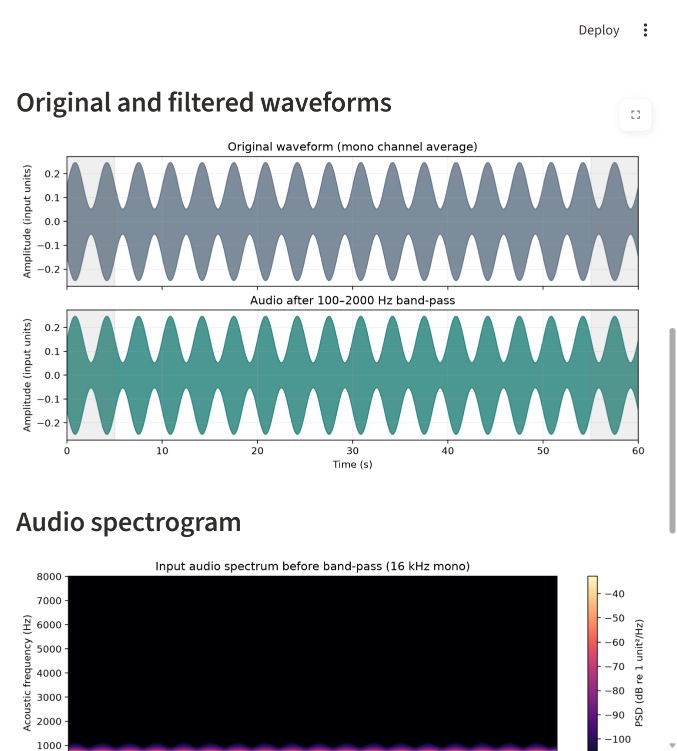 Deploy
Original and filtered waveforms
Original waveform (mono channel average)
Amplitude (input units)
0.2
0.1
0.0
−0.1
−0.2
Audio after 100–2000 Hz band-pass
Amplitude (input units)
0.2
0.1
0.0
−0.1
−0.2
0 10 20 30 40 50 60
Time (s)
Audio spectrogram
Input audio spectrum before band-pass (16 kHz mono)
Acoustic frequency (Hz)
8000
7000
6000
5000
4000
3000
2000
1000
−40
−50
−60
−70
−80
−90
−100
PSD (dB re 1 unit²/Hz)